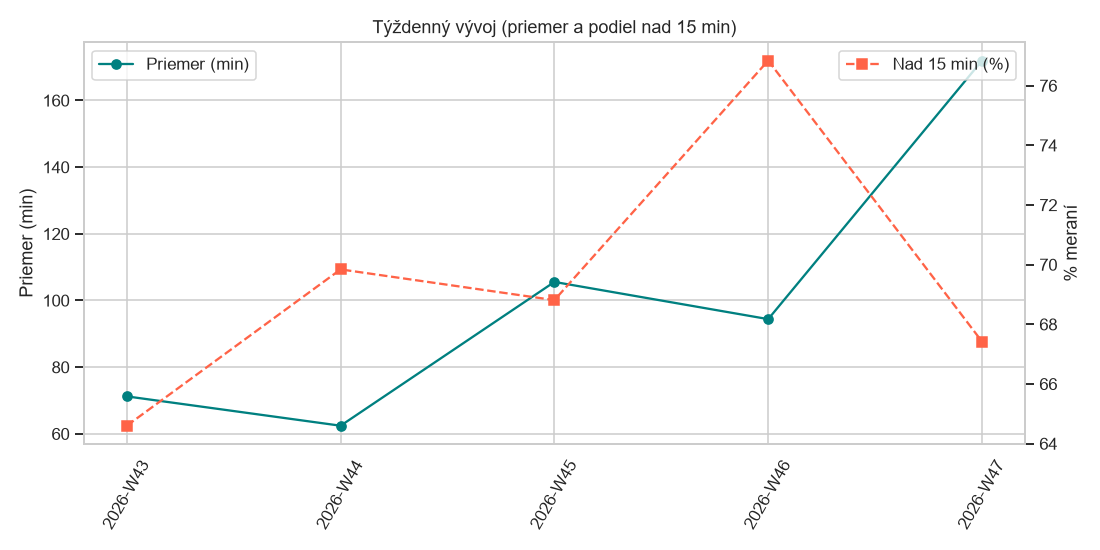 Týždenný vývoj (priemer a podiel nad 15 min)
Priemer (min)
Nad 15 min (%)
Priemer (min)
160
140
120
100
80
60
% meraní
76
74
72
70
68
66
64
2026-W43
2026-W44
2026-W45
2026-W46
2026-W47